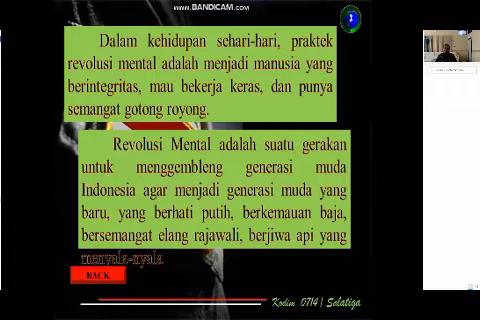 www.BANDICAM.com
Dalam kehidupan sehari-hari, praktek
revolusi mental adalah menjadi manusia yang
berintegritas, mau bekerja keras, dan punya
semangat gotong royong.
Revolusi Mental adalah suatu gerakan
untuk menggembleng generasi muda
Indonesia agar menjadi generasi muda yang
baru, yang berhati putih, berkemauan baja,
bersemangat elang rajawali, berjiwa api yang
menyala-nyala
BACK
Kodim 0714 / Salatiga